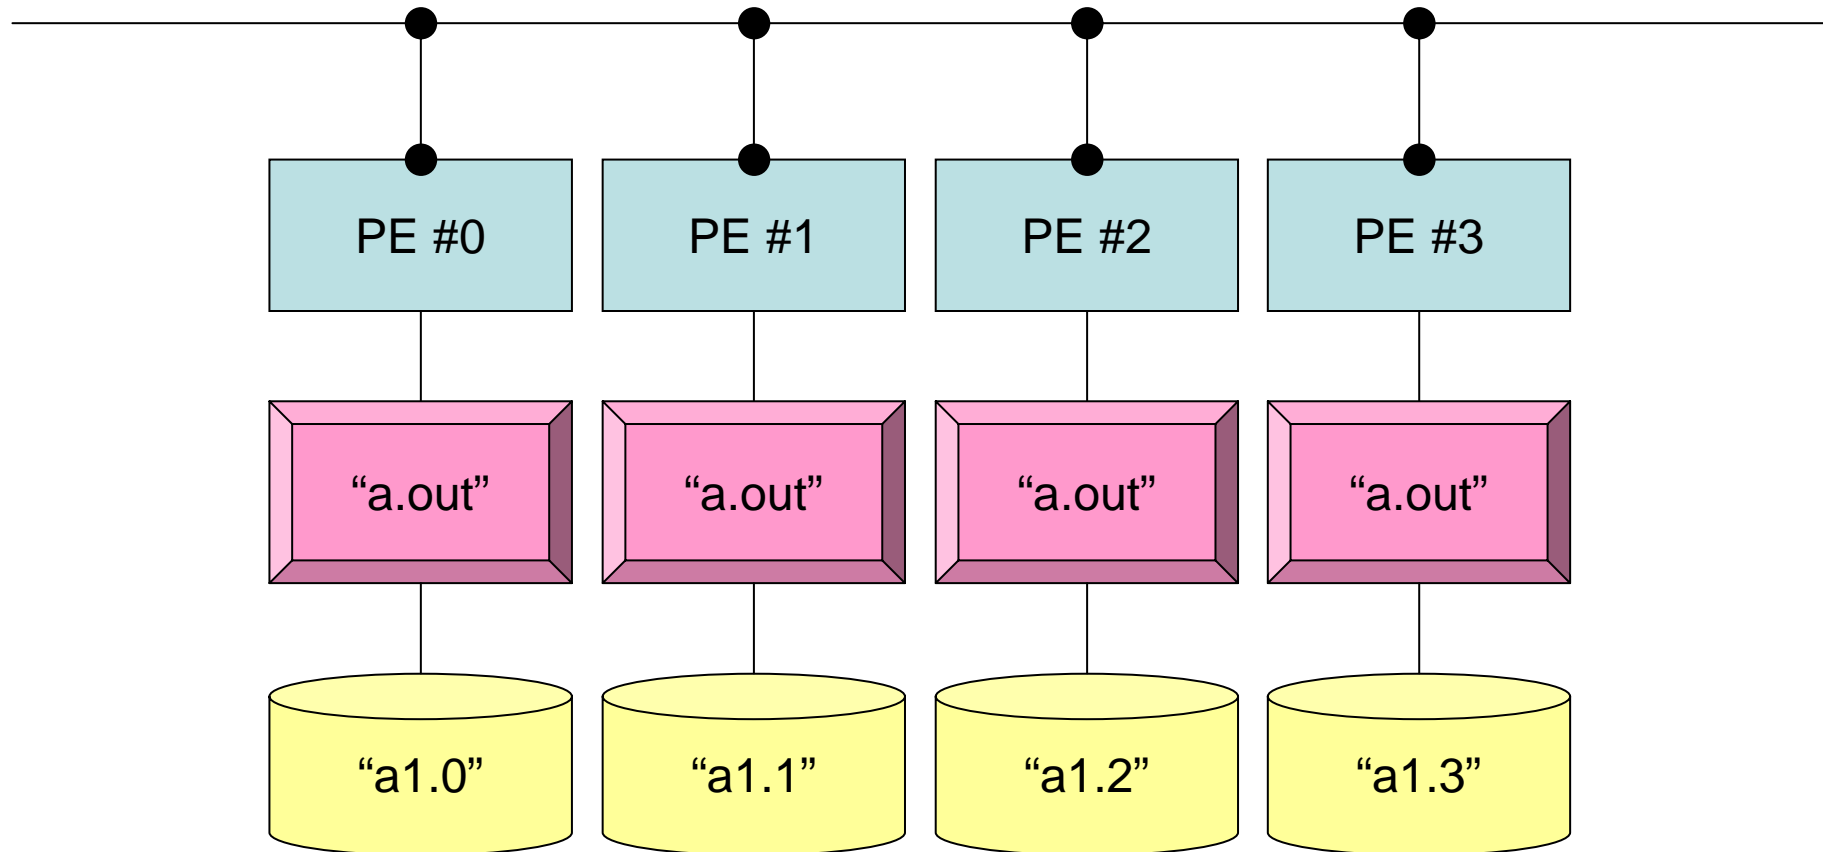 PE #0
PE #1
PE #2
PE #3
“a.out”
“a.out”
“a.out”
“a.out”
“a1.0”
“a1.1”
“a1.2”
“a1.3”